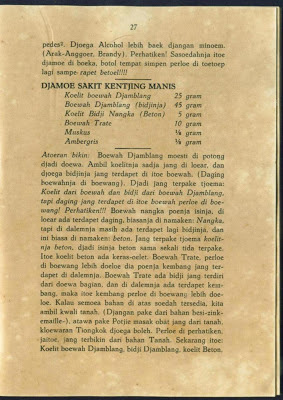 27
pedes². Djoega Alcohol lebih baek djangan minoem.
(Arak-Anggoer, Brandy). Perhatiken! Sasoedahnja itoe
djamoe di boeka, botol tempat simpen perloe di toetoep
lagi sampe rapet betoel!!!!
DJAMOE SAKIT KENTJING MANIS
Koelit boewah Djamblang 25 gram
Boewah Djamblang (bidjinja) 45 gram
Koelit Bidji Nangka (Beton) 5 gram
Boewah Trate 10 gram
Muskus ⅛ gram
Ambergris ⅛ gram
Atoeran bikin: Boewah Djamblang moesti di potong
djadi doewa. Ambil koelitnja sadja jang di loear, dan
djoega bidjinja jang terdapet di itoe boewah. (Daging
boewahnja di boewang). Djadi jang terpake tjoema:
Koelit dari boewah dan bidji dari boewah Djamblang,
tapi daging jang terdapat di itoe boewah perloe di boe-
wang! Perhatiken!!! Boewah nangka poenja isinja, di
loear ada terdapet daging, biasanja di namaken: Nangka,
tapi di dalemnja masih ada terdapet lagi bidjinja, dan
ini biasa di namaken: beton. Jang terpake tjoema koelit-
nja beton, djadi isinja beton sama sekali tida terpake.
Itoe koelit beton ada keras-oelet. Boewah Trate, perloe
di boewang lebih doeloe dia poenja kembang jang ter-
dapet di dalemnja. Boewah Trate ada bidji jang terdiri
dari doewa bagian, dan di dalemnja ada terdapet kem-
bang, maka itoe kembang perloe di boewang lebih doe-
loe. Kalau semoea bahan di atas soedah tersedia, kita
ambil kwali tanah. (Djangan pake dari bahan besi-zink-
emaille-), atawa pake Potjie masak obat jang dari tanah,
kloewaran Tiongkok djoega boleh. Perloe di perhatiken,
jaitoe, jang terbikin dari bahan Tanah. Sekarang itoe:
Koelit boewah Djamblang, bidji Djamblang, koelit Beton,